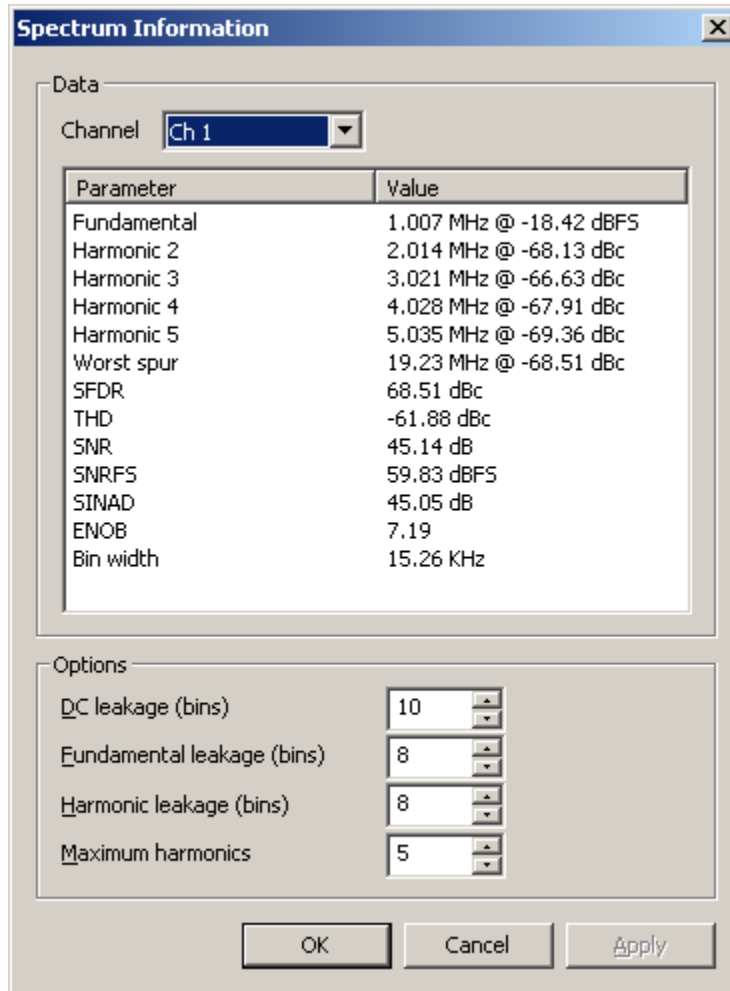 Spectrum Information
Data
Channel Ch 1
Parameter Value
Fundamental 1.007 MHz @ -18.42 dBFS
Harmonic 2 2.014 MHz @ -68.13 dBc
Harmonic 3 3.021 MHz @ -66.63 dBc
Harmonic 4 4.028 MHz @ -67.91 dBc
Harmonic 5 5.035 MHz @ -69.36 dBc
Worst spur 19.23 MHz @ -68.51 dBc
SFDR 68.51 dBc
THD -61.88 dBc
SNR 45.14 dB
SNRFS 59.83 dBFS
SINAD 45.05 dB
ENOB 7.19
Bin width 15.26 KHz
Options
DC leakage (bins) 10
Fundamental leakage (bins) 8
Harmonic leakage (bins) 8
Maximum harmonics 5
OK Cancel Apply